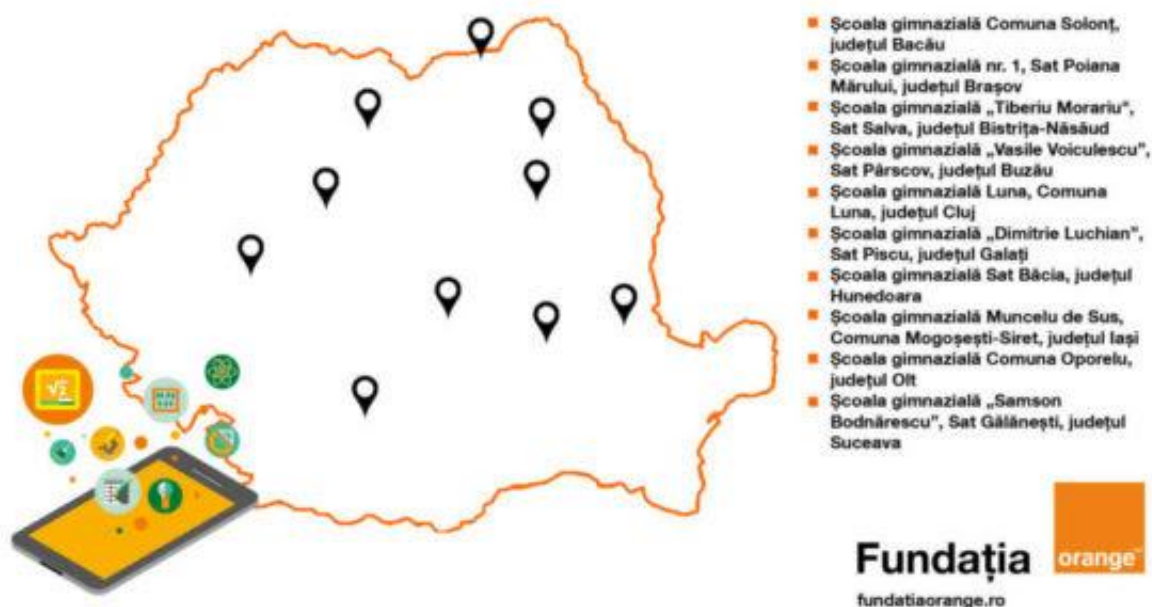 Școala gimnazială Comuna Solonț,
județul Bacău
Școala gimnazială nr. 1, Sat Poiana
Mărului, județul Brașov
Școala gimnazială „Tiberiu Morariu”,
Sat Salva, județul Bistrița-Năsăud
Școala gimnazială „Vasile Voiculescu”,
Sat Pârscov, județul Buzău
Școala gimnazială Luna, Comuna
Luna, județul Cluj
Școala gimnazială „Dimitrie Luchian”,
Sat Piscu, județul Galați
Școala gimnazială Sat Băcia, județul
Hunedoara
Școala gimnazială Muncelu de Sus,
Comuna Mogoșești-Siret, județul Iași
Școala gimnazială Comuna Oporelu,
județul Olt
Școala gimnazială „Samson
Bodnărescu”, Sat Gălănești, județul
Suceava
Fundația
orange™
fundatiaorange.ro